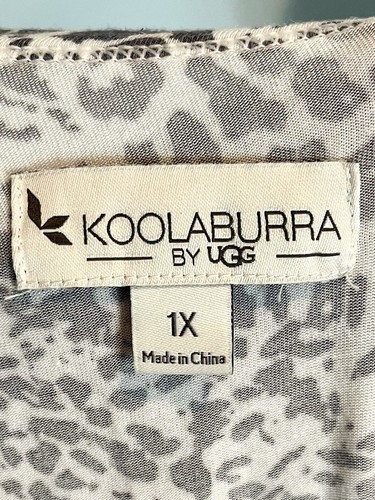 KOOLABURRA
BY UGG
1X
Made in China